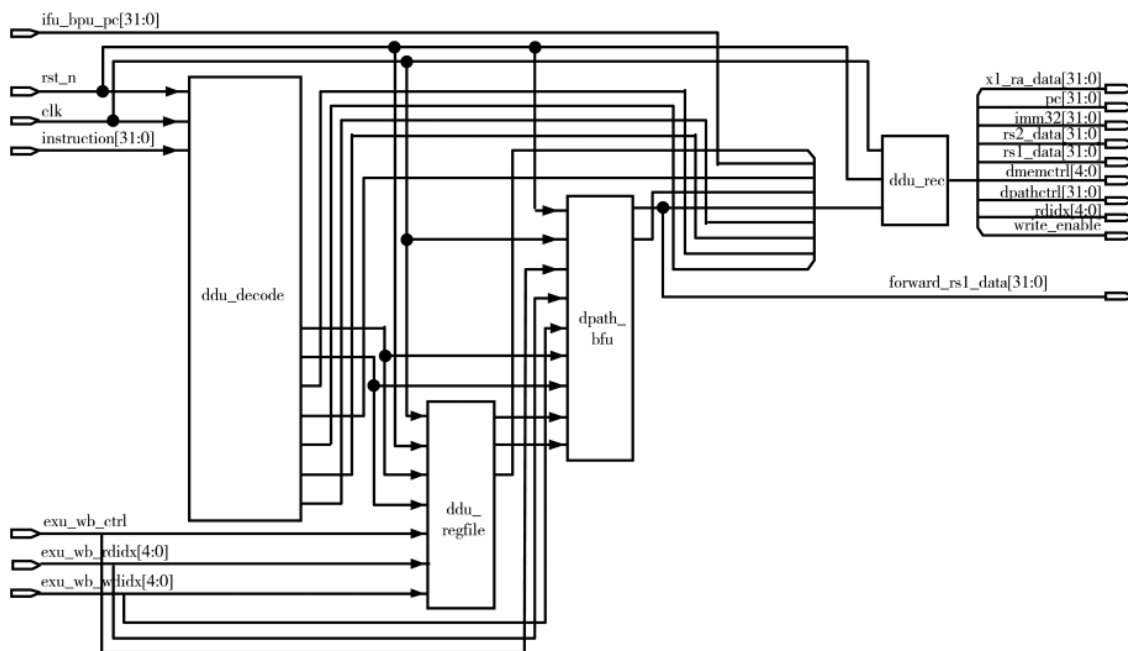 ifu_bpu_pc[31:0]
rst_n
clk
instruction[31:0]
ddu_decode
exu_wb_ctrl
exu_wb_rdidx[4:0]
exu_wb_wdidx[4:0]
ddu_
regfile
dpath_
bfu
ddu_rec
x1_ra_data[31:0]
pc[31:0]
imm32[31:0]
rs2_data[31:0]
rs1_data[31:0]
dmemctrl[4:0]
dpathctrl[31:0]
rdidx[4:0]
write_enable
forward_rs1_data[31:0]